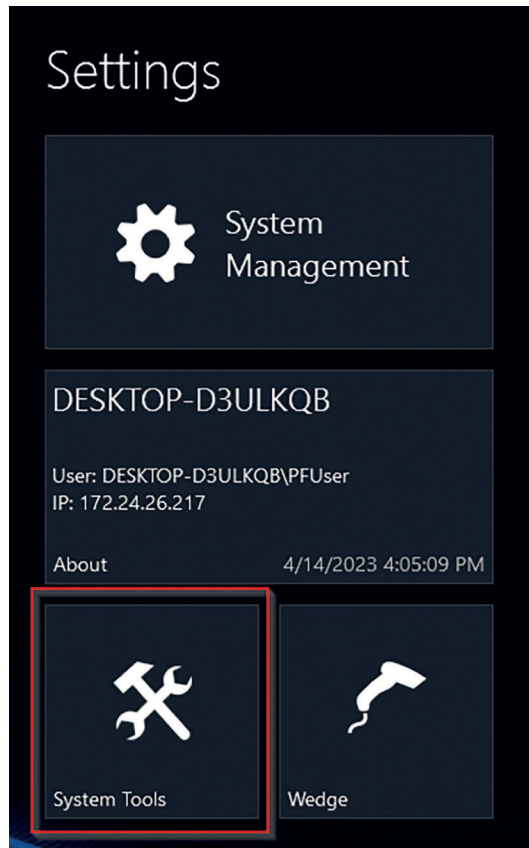 Settings
System
Management
DESKTOP-D3ULKQB
User: DESKTOP-D3ULKQB\PFUser
IP: 172.24.26.217
About 4/14/2023 4:05:09 PM
System Tools Wedge